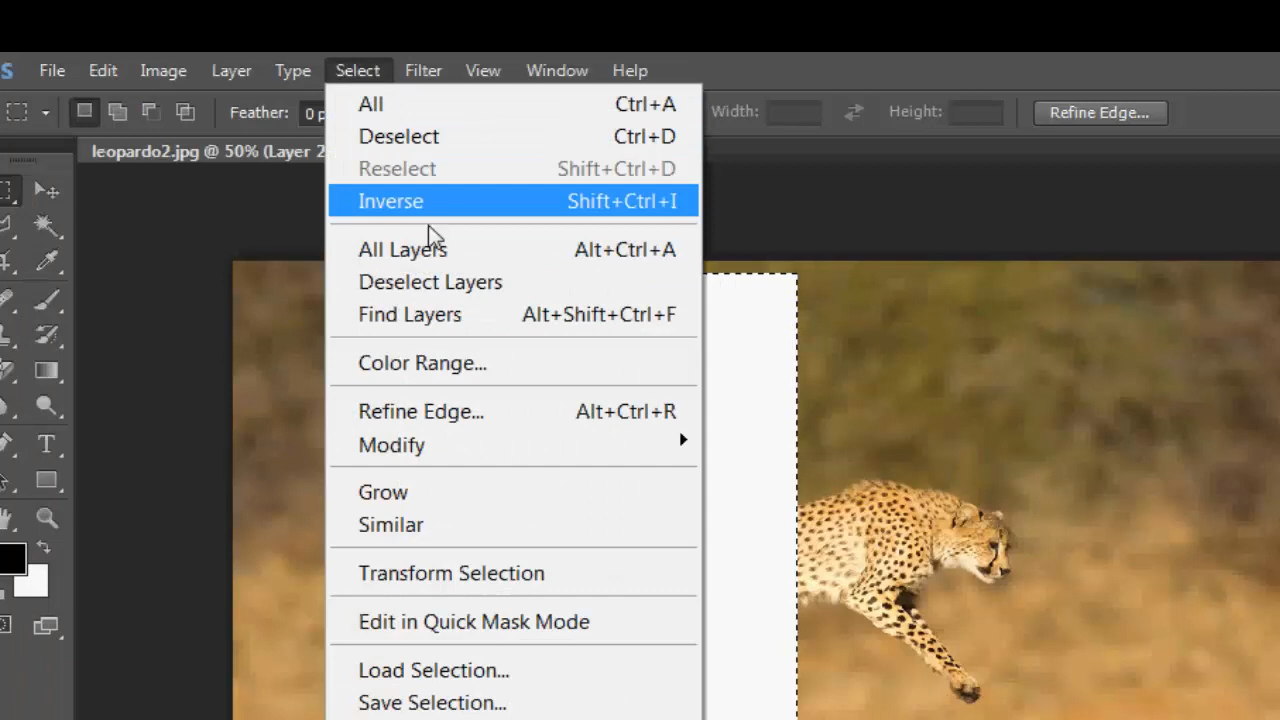 S File Edit Image Layer Type Select Filter View Window Help
Feather: 0 p Width: Height: Refine Edge...
leopardo2.jpg @ 50% (Layer 2
All Ctrl+A
Deselect Ctrl+D
Reselect Shift+Ctrl+D
Inverse Shift+Ctrl+I
All Layers Alt+Ctrl+A
Deselect Layers
Find Layers Alt+Shift+Ctrl+F
Color Range...
Refine Edge... Alt+Ctrl+R
Modify
Grow
Similar
Transform Selection
Edit in Quick Mask Mode
Load Selection...
Save Selection...
T